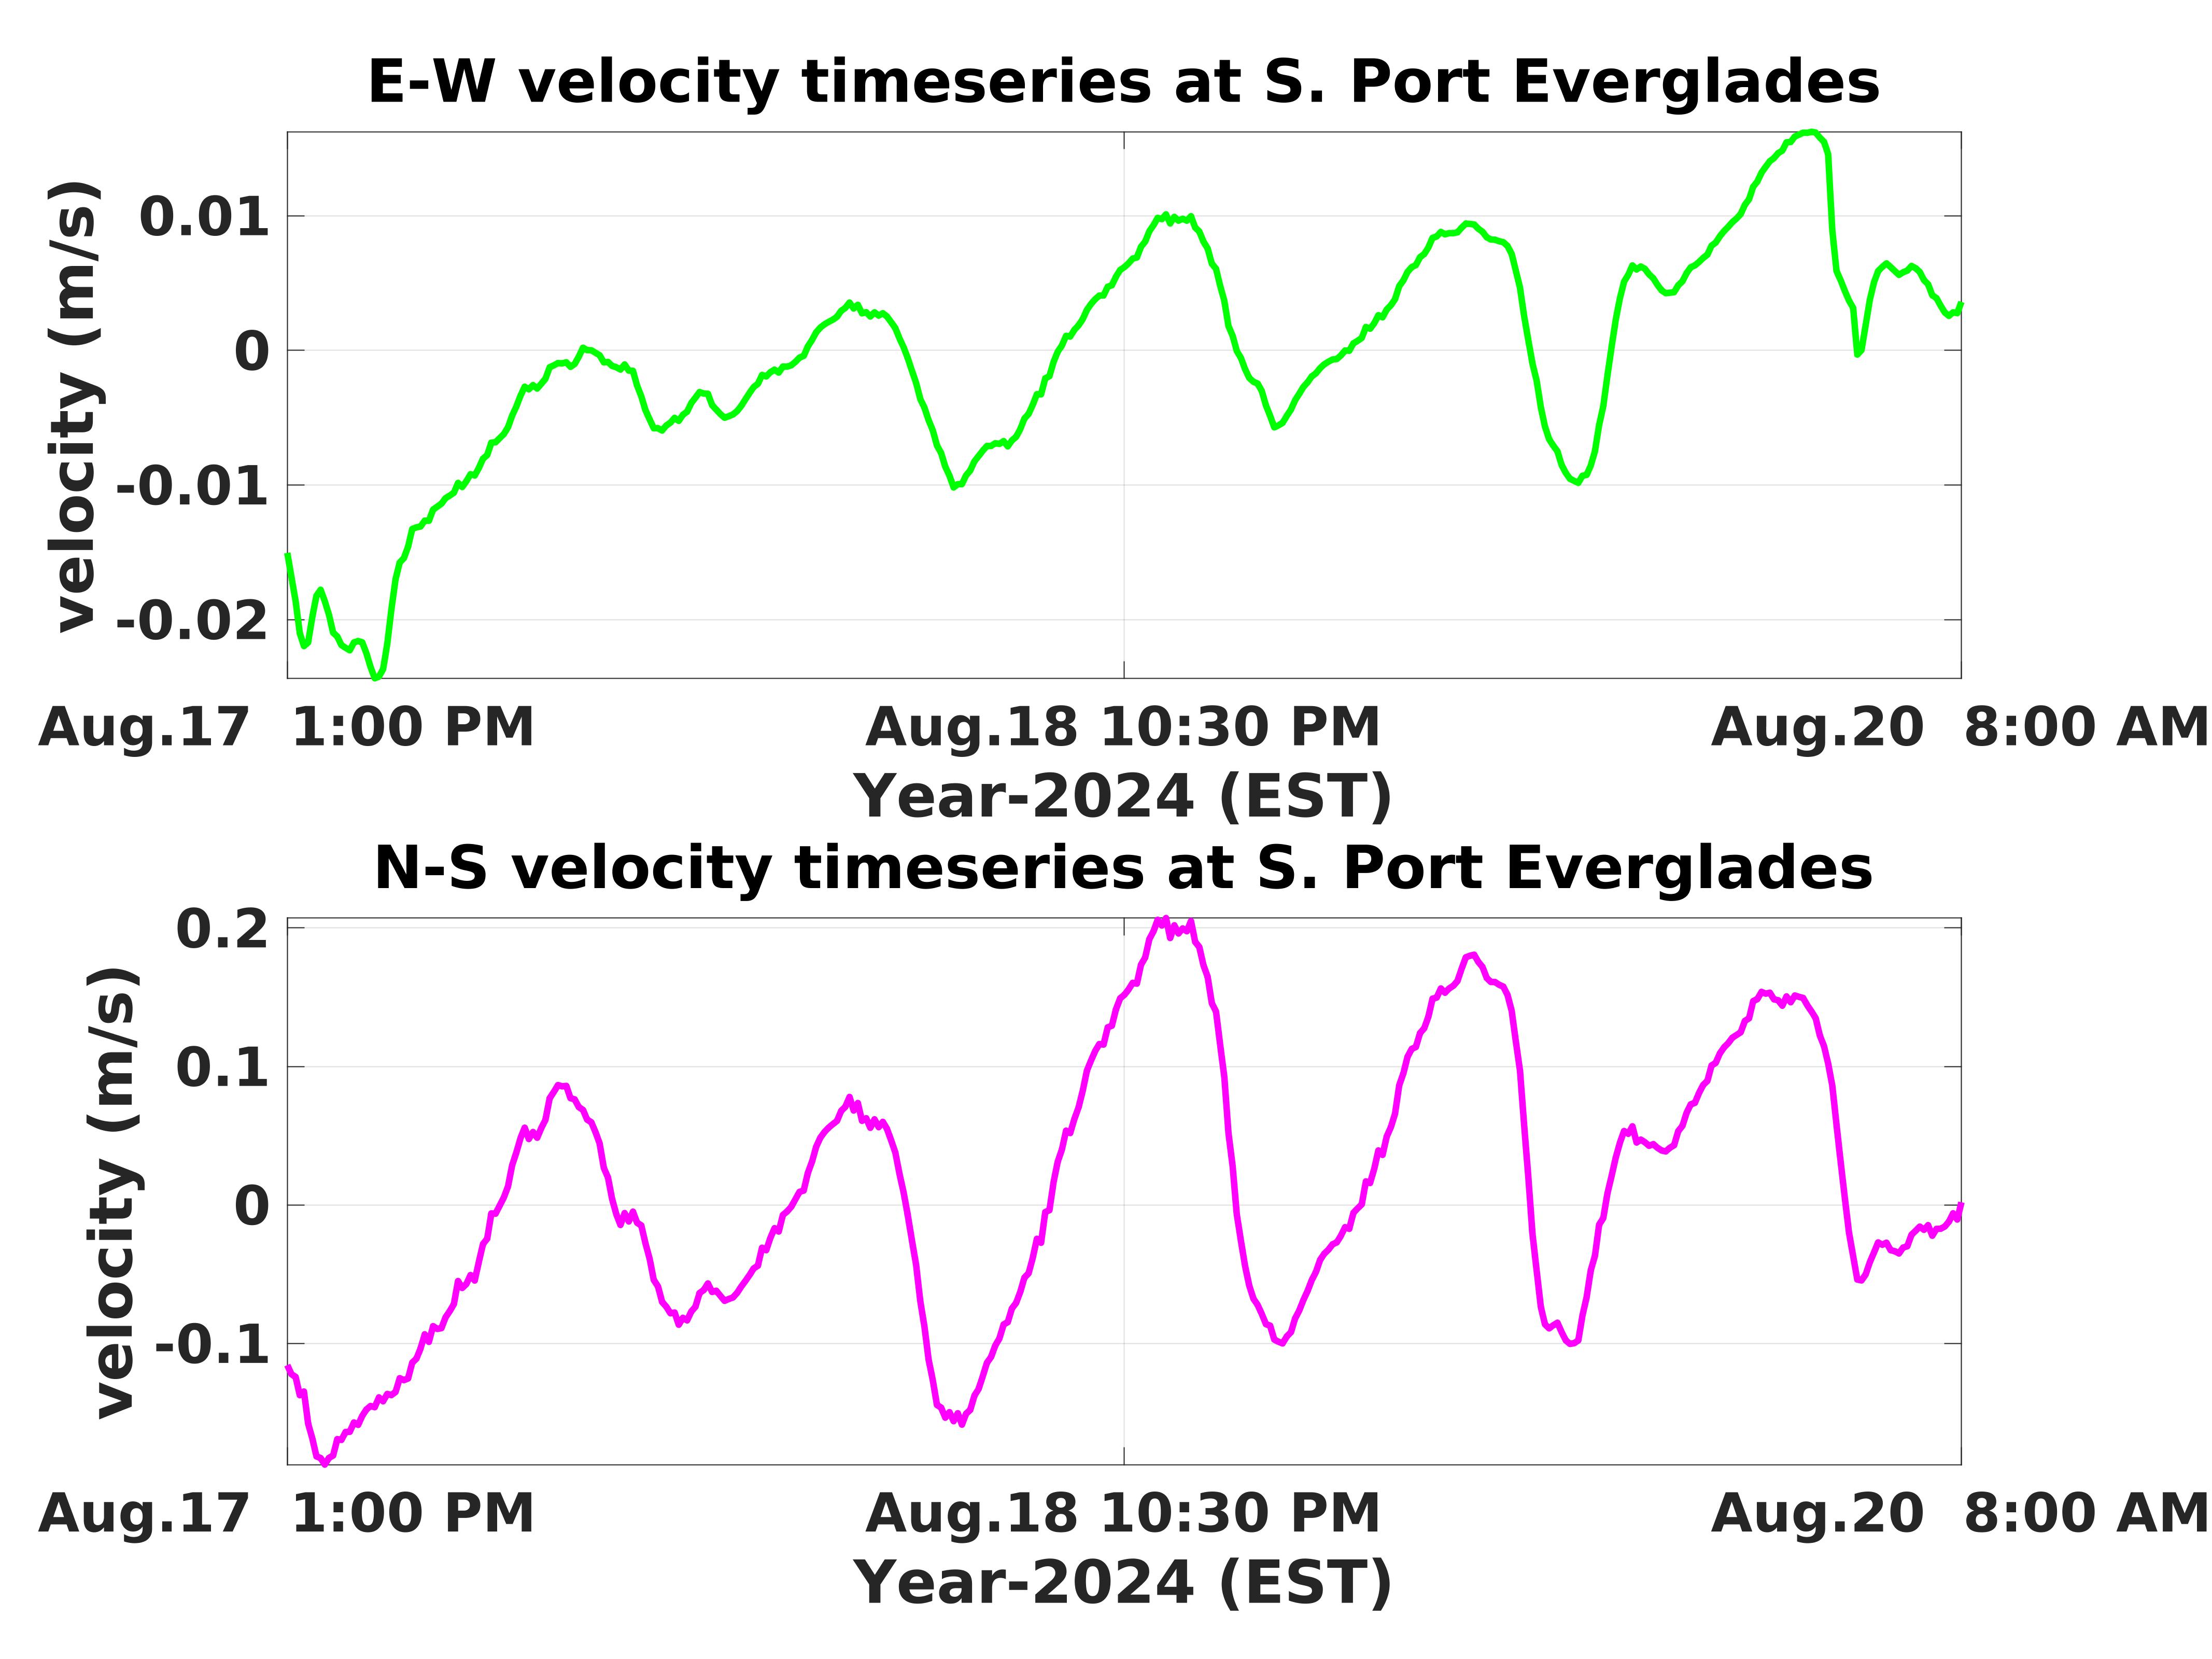 E-W velocity timeseries at S. Port Everglades
velocity (m/s)
0.01
0
-0.01
-0.02
Aug.17  1:00 PM
Aug.18 10:30 PM
Aug.20  8:00 AM
Year-2024 (EST)
N-S velocity timeseries at S. Port Everglades
velocity (m/s)
0.2
0.1
0
-0.1
Aug.17  1:00 PM
Aug.18 10:30 PM
Aug.20  8:00 AM
Year-2024 (EST)